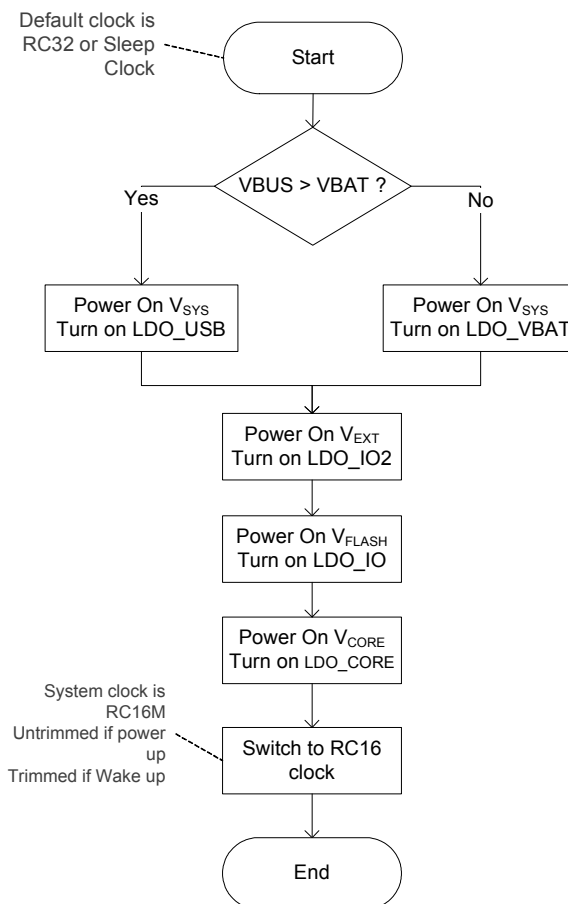 Default clock is
RC32 or Sleep
Clock
Start
VBUS > VBAT ?
Yes
No
Power On VSYS
Turn on LDO_USB
Power On VSYS
Turn on LDO_VBAT
Power On VEXT
Turn on LDO_IO2
Power On VFLASH
Turn on LDO_IO
Power On VCORE
Turn on LDO_CORE
System clock is
RC16M
Untrimmed if power
up
Trimmed if Wake up
Switch to RC16
clock
End